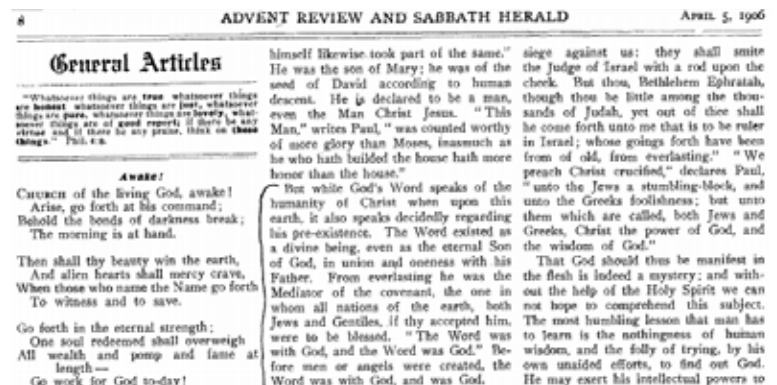 8
ADVENT REVIEW AND SABBATH HERALD
APRIL 5, 1906
General Articles
"Whatsoever things are true, whatsoever things
are honest, whatsoever things are just, whatsoever
things are pure, whatsoever things are lovely, what-
soever things are of good report; if there be any
virtue and if there be any praise, think on these
things." Phil. 4:8.
Awake!
CHURCH of the living God, awake!
Arise, go forth at his command;
Behold the bonds of darkness break;
The morning is at hand.
Then shall thy beauty win the earth,
And alien hearts shall mercy crave,
When those who name the Name go forth
To witness and to save.
Go forth in the eternal strength;
One soul redeemed shall overweigh
All wealth and pomp and fame at
length—
Go work for God to-day!
himself likewise took part of the same."
He was the son of Mary; he was of the
seed of David according to human
descent. He is declared to be a man,
even the Man Christ Jesus. "This
Man," writes Paul, "was counted worthy
of more glory than Moses, inasmuch as
he who hath builded the house hath more
honor than the house."
But while God's Word speaks of the
humanity of Christ when upon this
earth, it also speaks decidedly regarding
his pre-existence. The Word existed as
a divine being, even as the eternal Son
of God, in union and oneness with his
Father. From everlasting he was the
Mediator of the covenant, the one in
whom all nations of the earth, both
Jews and Gentiles, if they accepted him,
were to be blessed. "The Word was
with God, and the Word was God." Be-
fore men or angels were created, the
Word was with God, and was God.
siege against us: they shall smite
the Judge of Israel with a rod upon the
cheek. But thou, Bethlehem Ephratah,
though thou be little among the thou-
sands of Judah, yet out of thee shall
he come forth unto me that is to be ruler
in Israel; whose goings forth have been
from of old, from everlasting." "We
preach Christ crucified," declares Paul,
"unto the Jews a stumbling-block, and
unto the Greeks foolishness; but unto
them which are called, both Jews and
Greeks, Christ the power of God, and
the wisdom of God."
That God should thus be manifest in
the flesh is indeed a mystery; and with-
out the help of the Holy Spirit we can
not hope to comprehend this subject.
The most humbling lesson that man has
to learn is the nothingness of human
wisdom, and the folly of trying, by his
own unaided efforts, to find out God.
He may exert his intellectual powers to